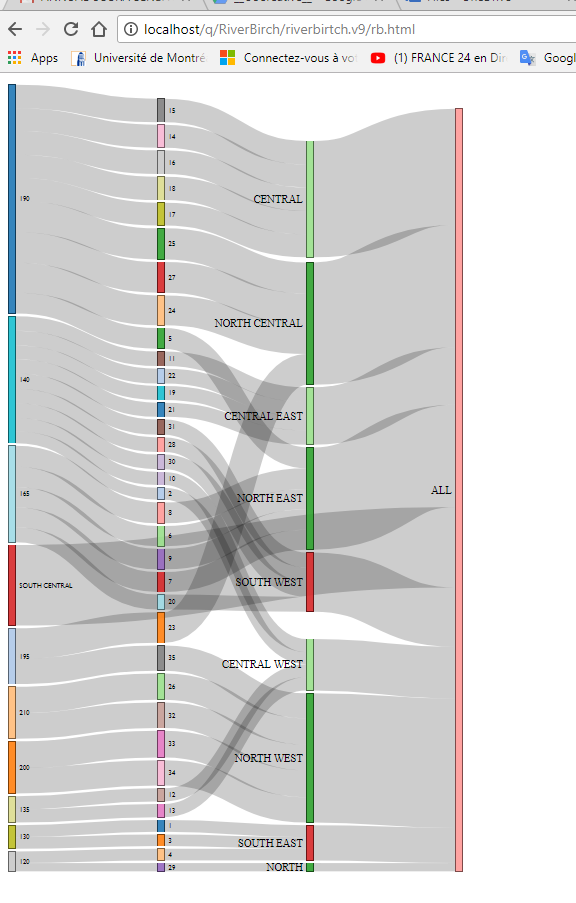 localhost/q/RiverBirch/riverbirtch.v9/rb.html
Apps
Université de Montré
Connectez-vous à vo
(1) FRANCE 24 en Dir
Googl
190
140
165
SOUTH CENTRAL
195
210
200
135
130
120
15
14
16
18
17
25
27
24
5
11
22
19
21
31
28
30
10
2
8
6
9
7
20
23
35
26
32
33
34
12
13
1
3
4
29
CENTRAL
NORTH CENTRAL
CENTRAL EAST
NORTH EAST
SOUTH WEST
CENTRAL WEST
NORTH WEST
SOUTH EAST
NORTH
ALL